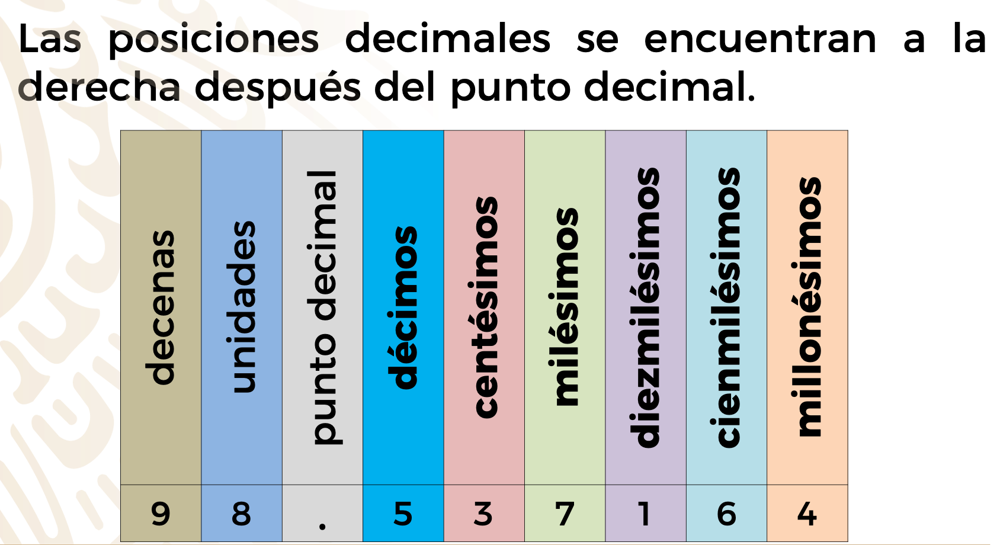 Las posiciones decimales se encuentran a la
derecha después del punto decimal.
decenas unidades punto decimal décimos centésimos milésimos diezmilésimos cienmilésimos millonésimos
9 8 . 5 3 7 1 6 4